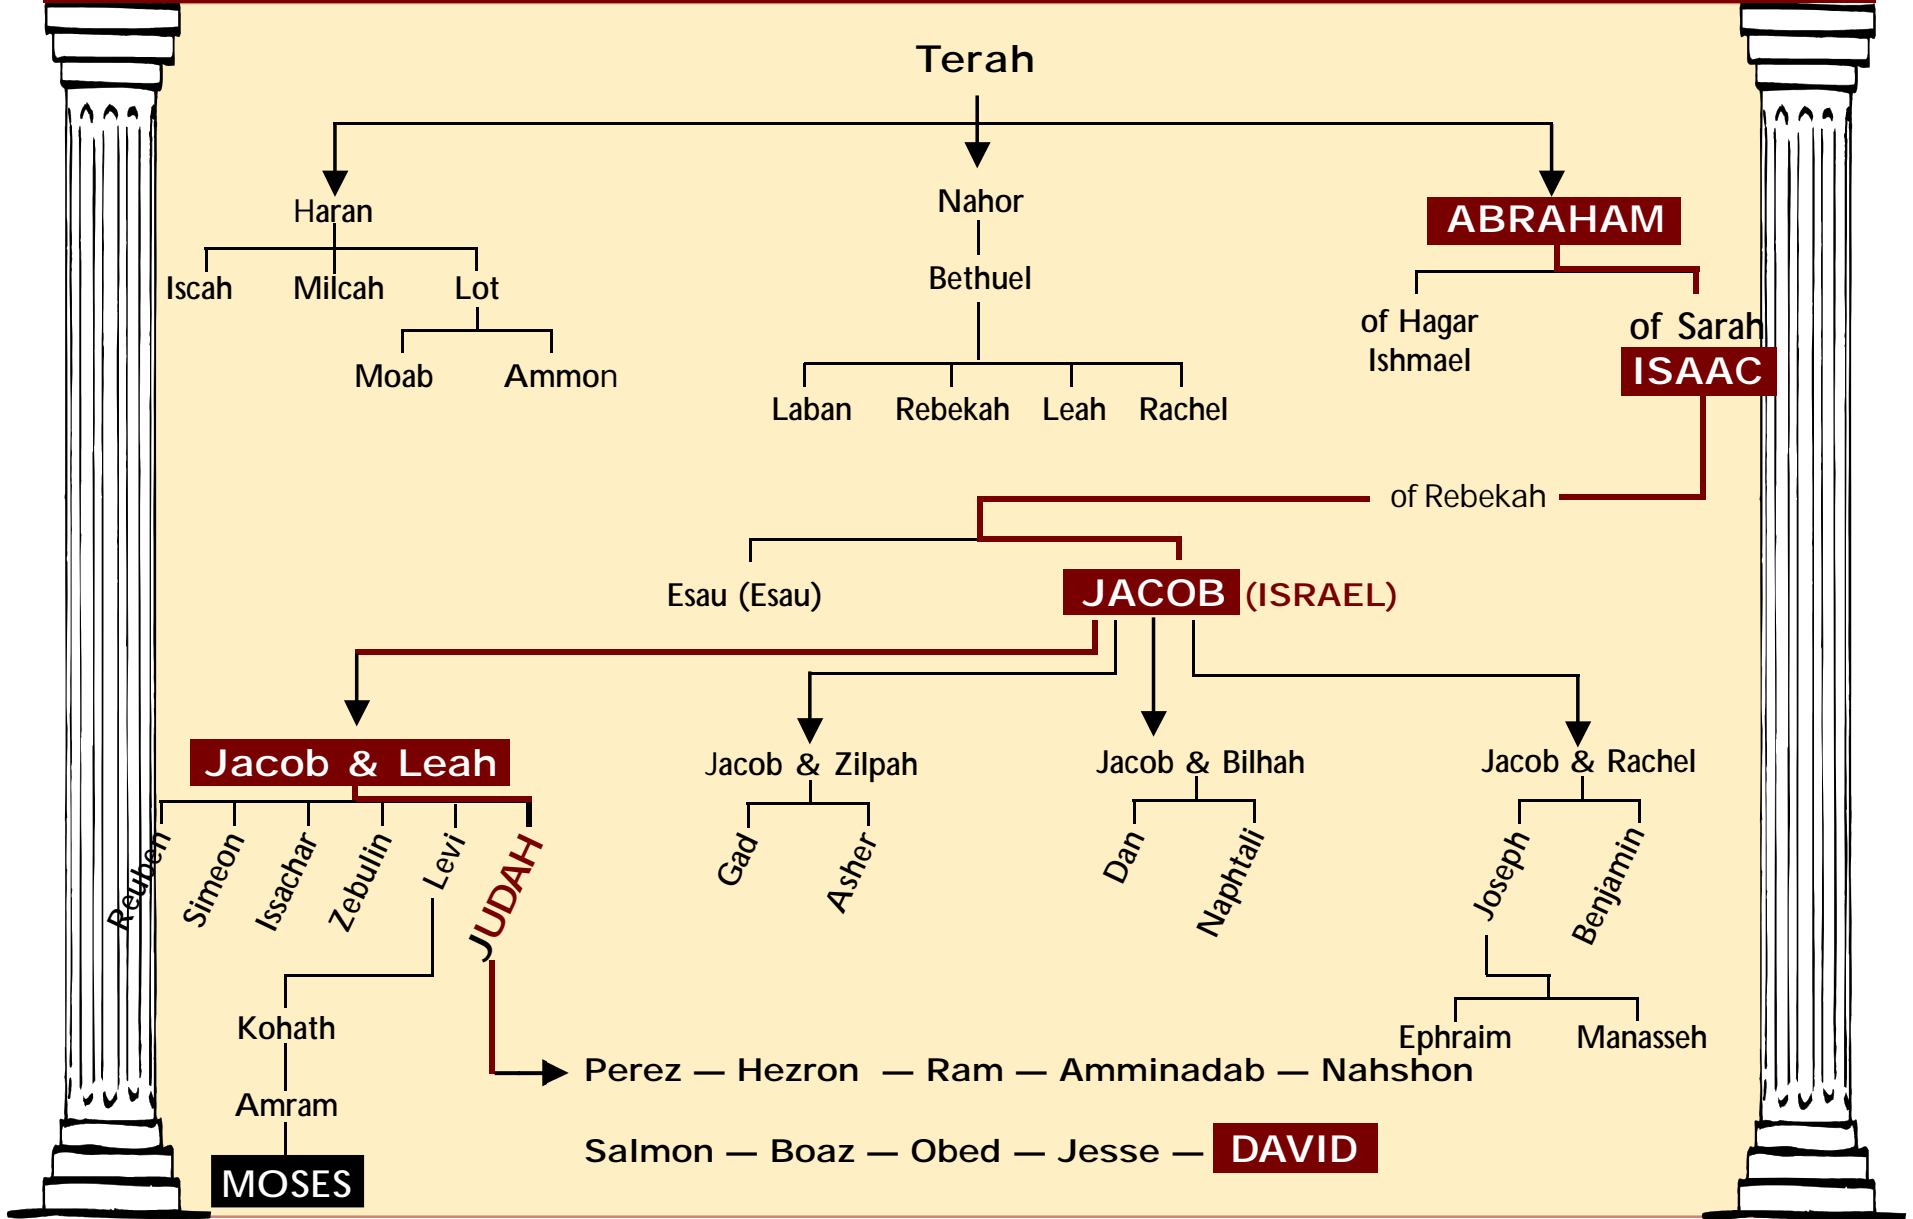 Terah
Haran
Nahor
ABRAHAM
Iscah Milcah Lot
Bethuel
of Hagar
Ishmael
of Sarah
ISAAC
Moab Ammon
Laban Rebekah Leah Rachel
of Rebekah
Esau (Esau)
JACOB (ISRAEL)
Jacob & Leah
Jacob & Zilpah
Jacob & Bilhah
Jacob & Rachel
Reuben
Simeon
Issachar
Zebulin
Levi
JUDAH
Gad
Asher
Dan
Naphtali
Joseph
Benjamin
Kohath
Amram
MOSES
Ephraim Manasseh
Perez — Hezron — Ram — Amminadab — Nahshon
Salmon — Boaz — Obed — Jesse — DAVID